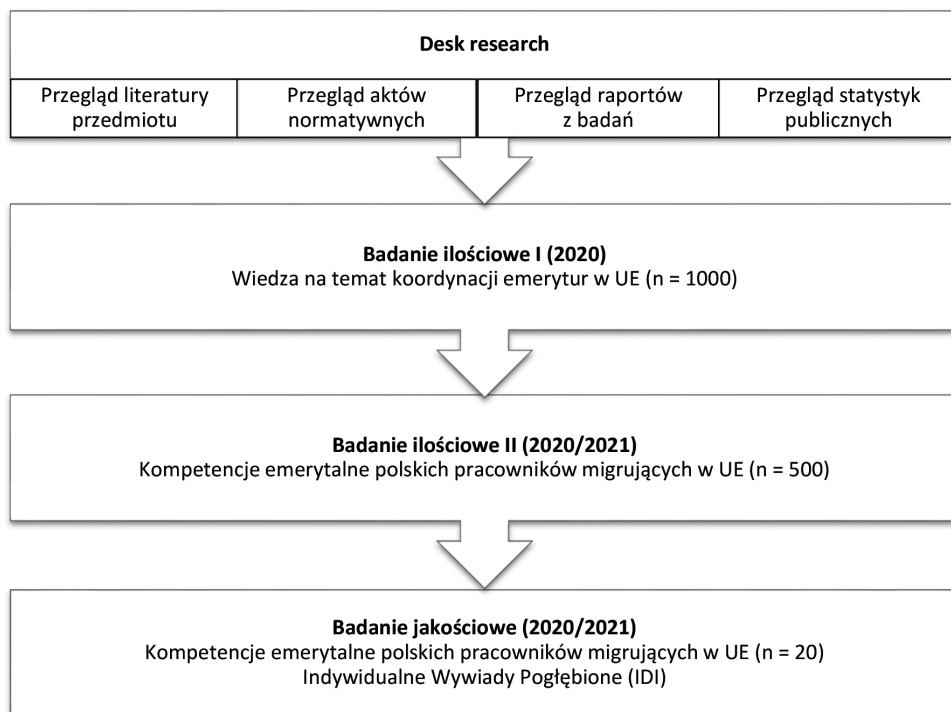 Desk research
Przegląd literatury
przedmiotu
Przegląd aktów
normatywnych
Przegląd raportów
z badań
Przegląd statystyk
publicznych
Badanie ilościowe I (2020)
Wiedza na temat koordynacji emerytur w UE (n = 1000)
Badanie ilościowe II (2020/2021)
Kompetencje emerytalne polskich pracowników migrujących w UE (n = 500)
Badanie jakościowe (2020/2021)
Kompetencje emerytalne polskich pracowników migrujących w UE (n = 20)
Indywidualne Wywiady Pogłębione (IDI)